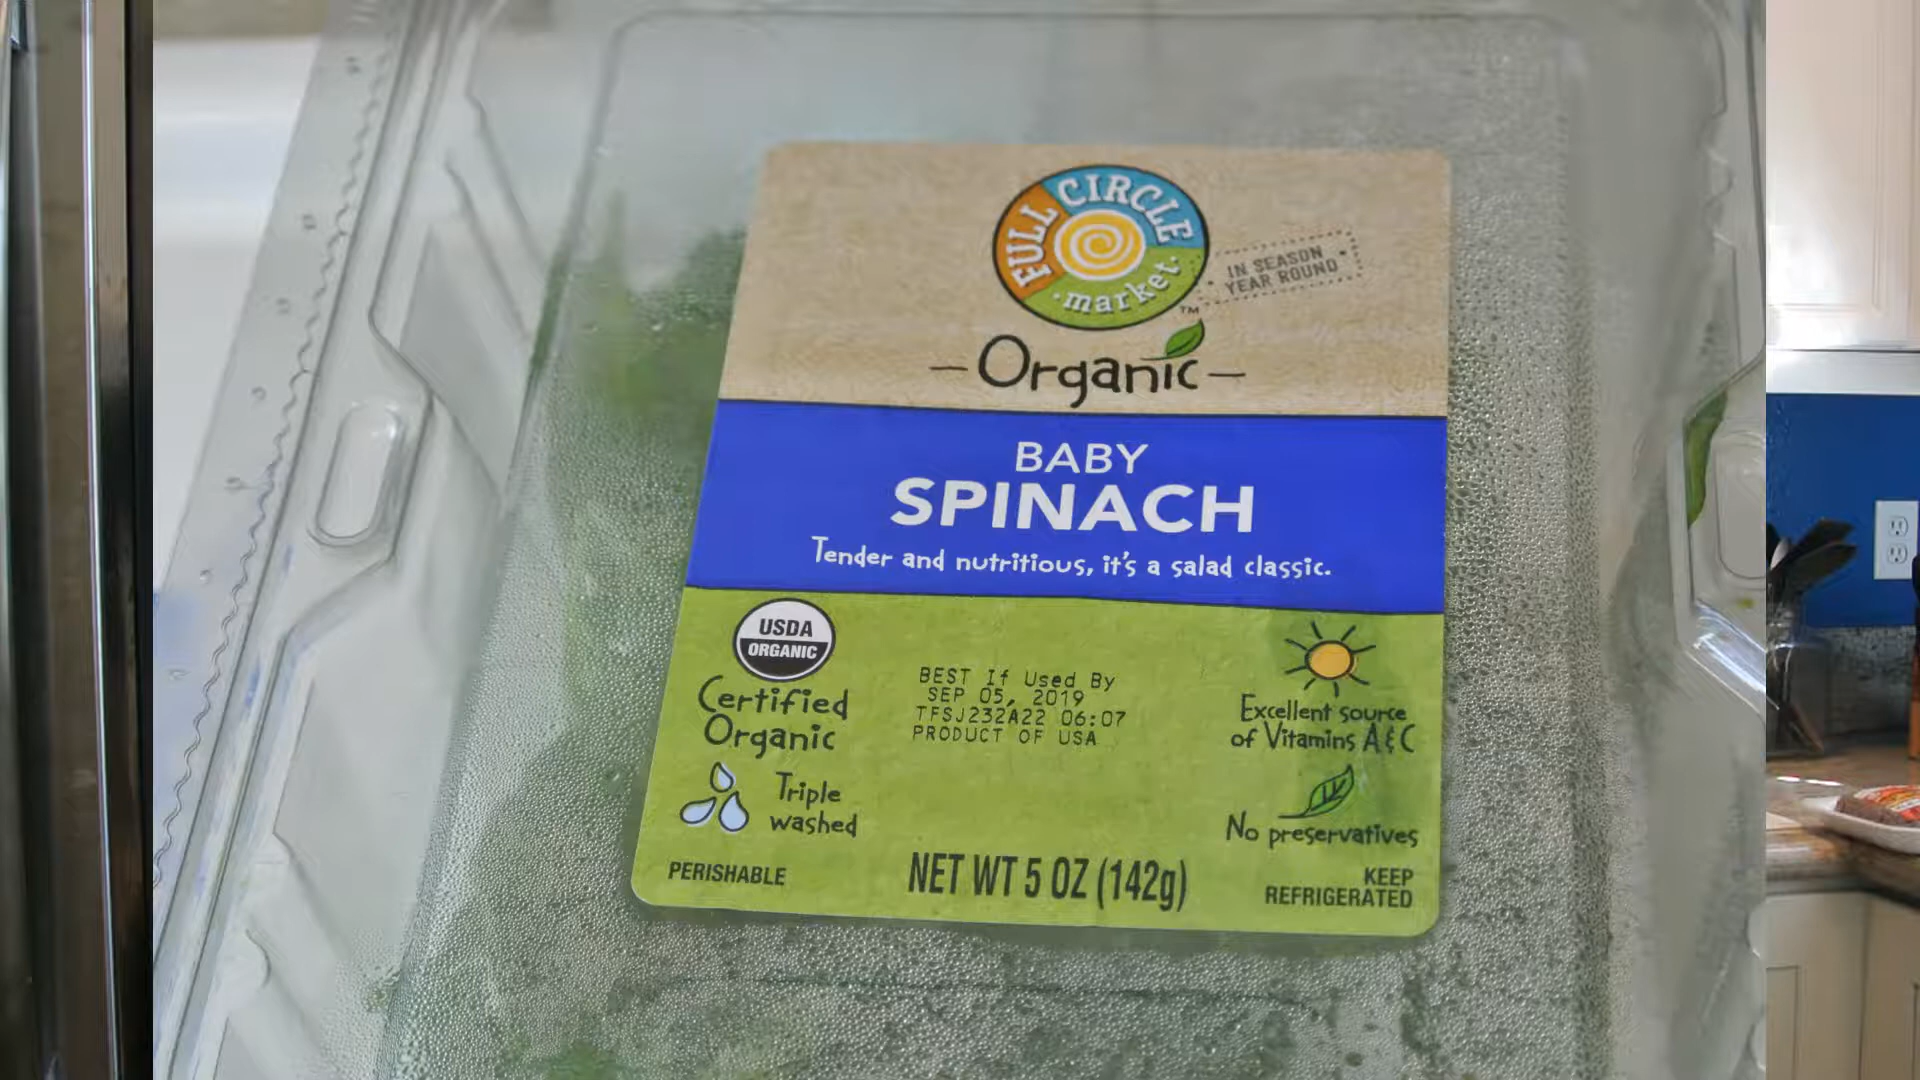 FULL CIRCLE
market
TM
IN SEASON
YEAR ROUND
Organic
BABY
SPINACH
Tender and nutritious, it's a salad classic.
USDA
ORGANIC
Certified
Organic
BEST If Used By
SEP 05, 2019
TFSJ232A22 06:07
PRODUCT OF USA
Excellent source
of Vitamins A & C
Triple
washed
No preservatives
PERISHABLE
NET WT 5 OZ (142g)
KEEP
REFRIGERATED